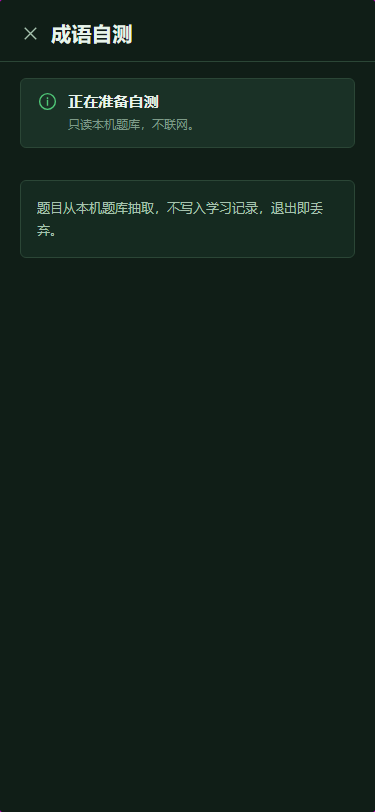 成语自测
正在准备自测
只读本机题库，不联网。
题目从本机题库抽取，不写入学习记录，退出即丢
弃。